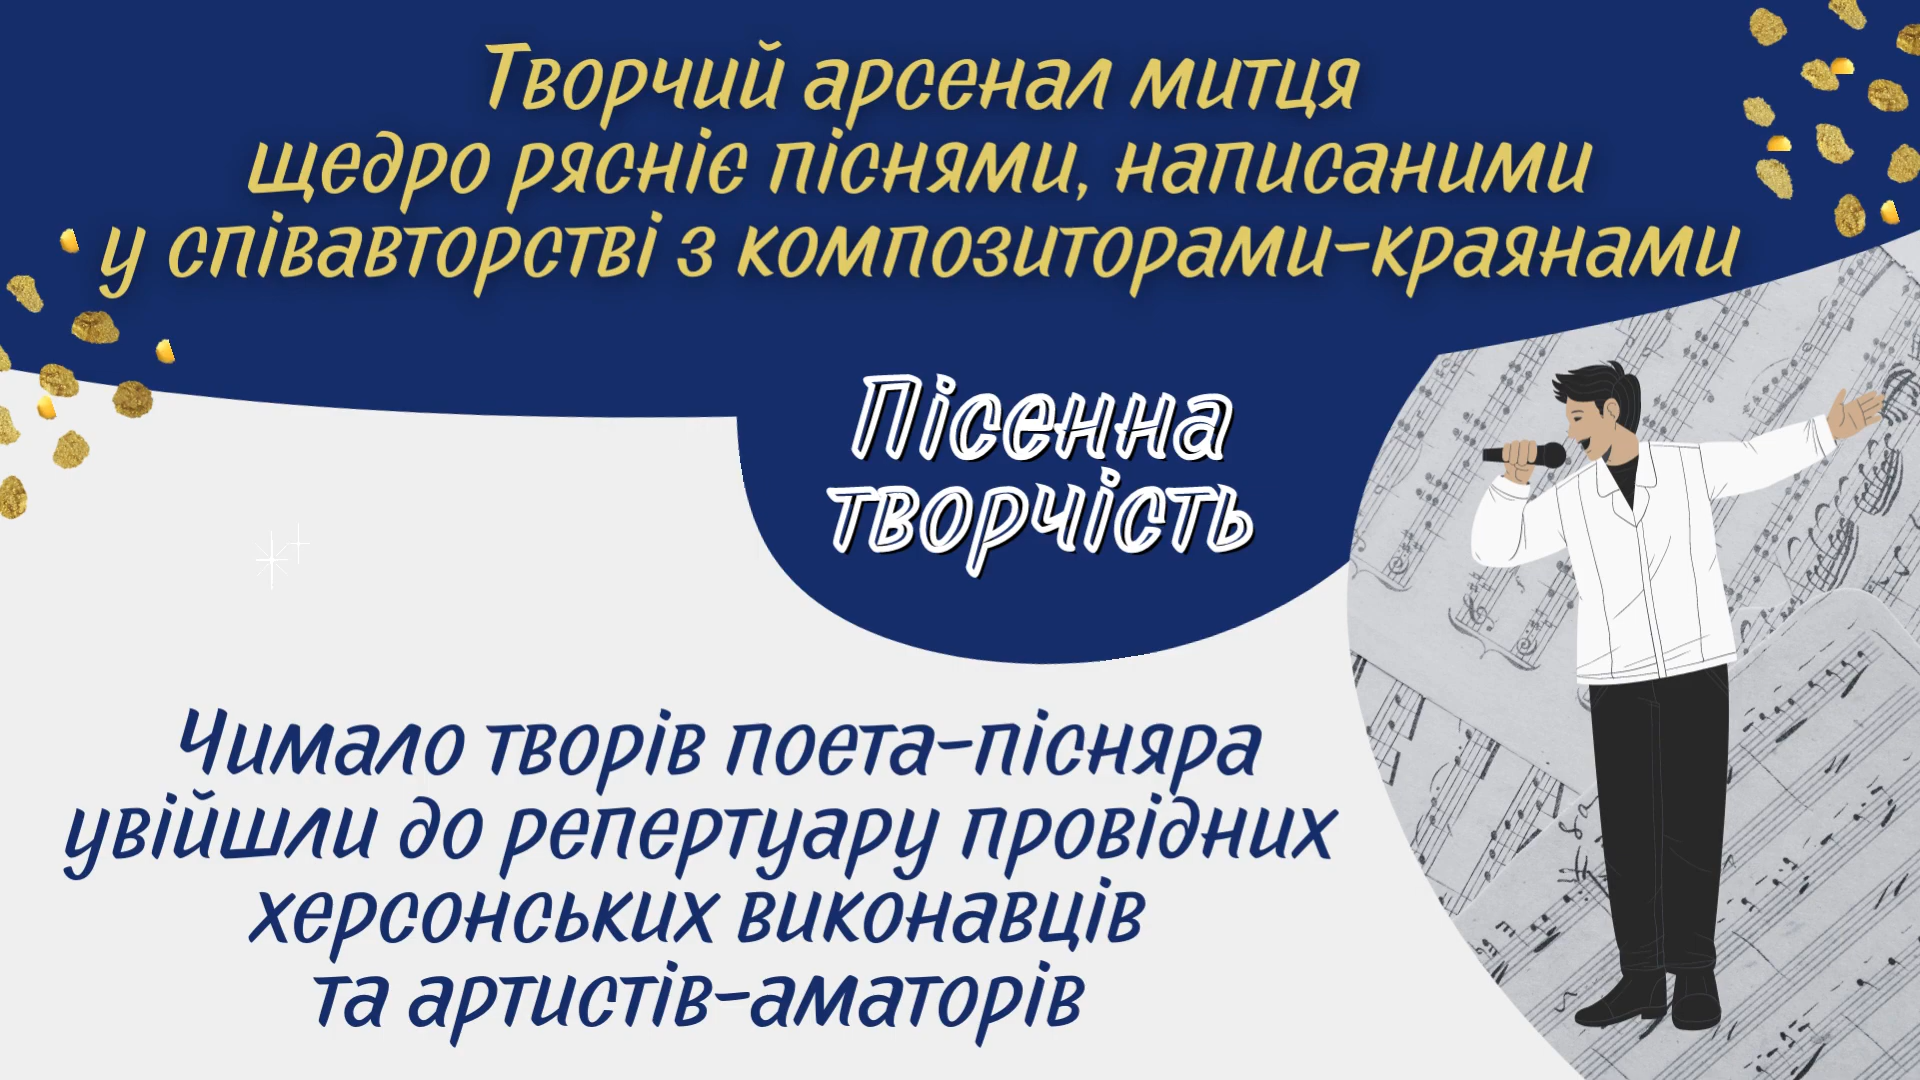 Творчий арсенал митця
щедро рясніє піснями, написаними
у співавторстві з композиторами-краянами
Пісенна
творчість
Чимало творів поета-пісняра
увійшли до репертуару провідних
херсонських виконавців
та артистів-аматорів